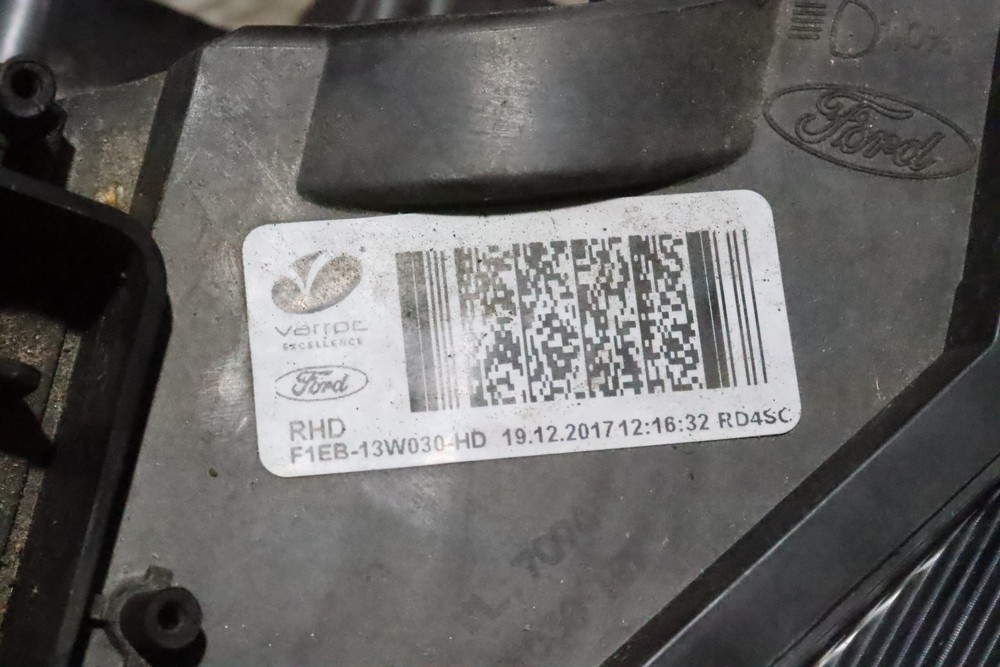 Ford
varroc
EXCELLENCE
Ford
RHD
F1EB-13W030-HD 19.12.2017 12:16:32 RD4SC